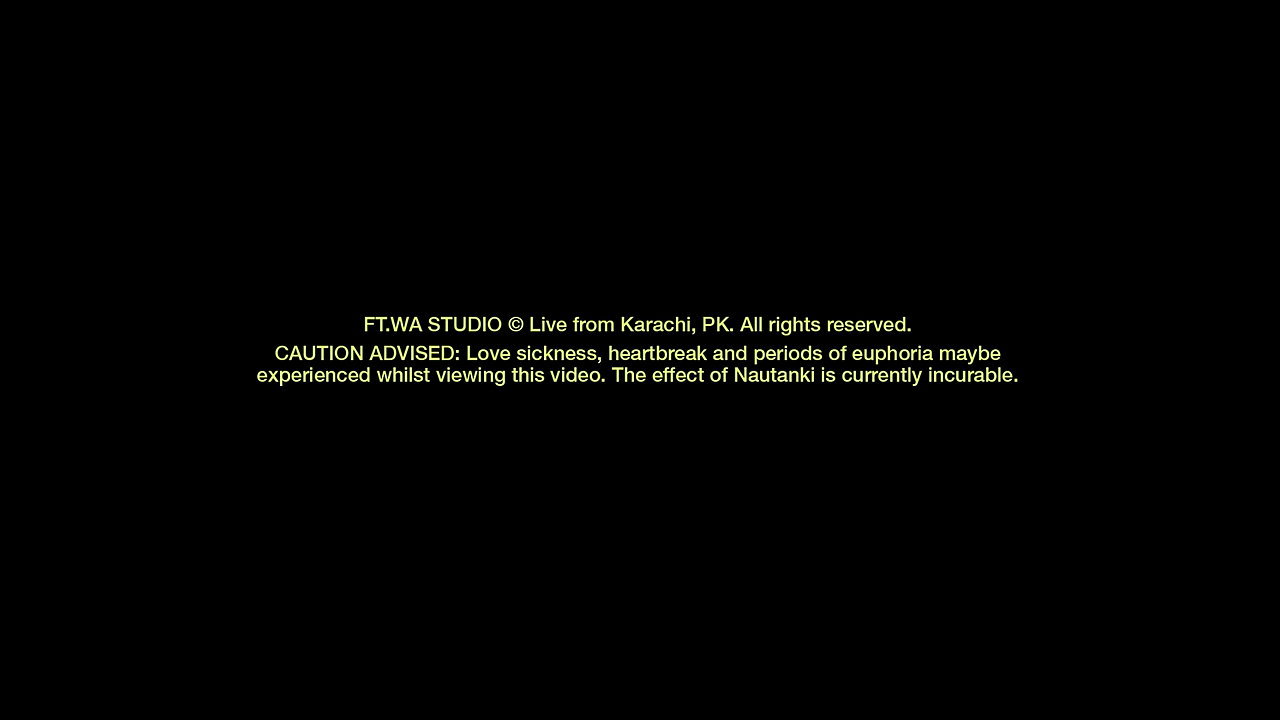 FT.WA STUDIO © Live from Karachi, PK. All rights reserved.
CAUTION ADVISED: Love sickness, heartbreak and periods of euphoria maybe
experienced whilst viewing this video. The effect of Nautanki is currently incurable.